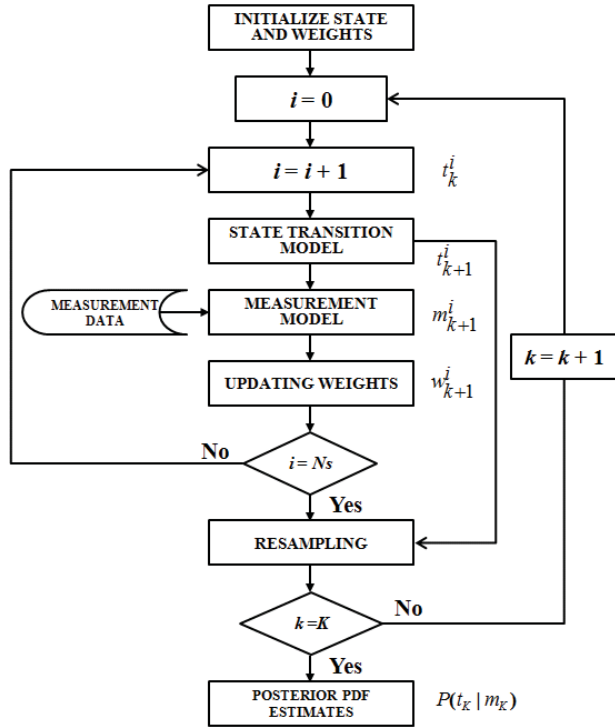 INITIALIZE STATE
AND WEIGHTS
i = 0
i = i + 1
t_k^i
STATE TRANSITION
MODEL
t_{k+1}^i
MEASUREMENT
DATA
MEASUREMENT
MODEL
m_{k+1}^i
k = k + 1
UPDATING WEIGHTS
w_{k+1}^i
No
i = Ns
Yes
RESAMPLING
k = K
No
Yes
POSTERIOR PDF
ESTIMATES
P(t_K | m_K)